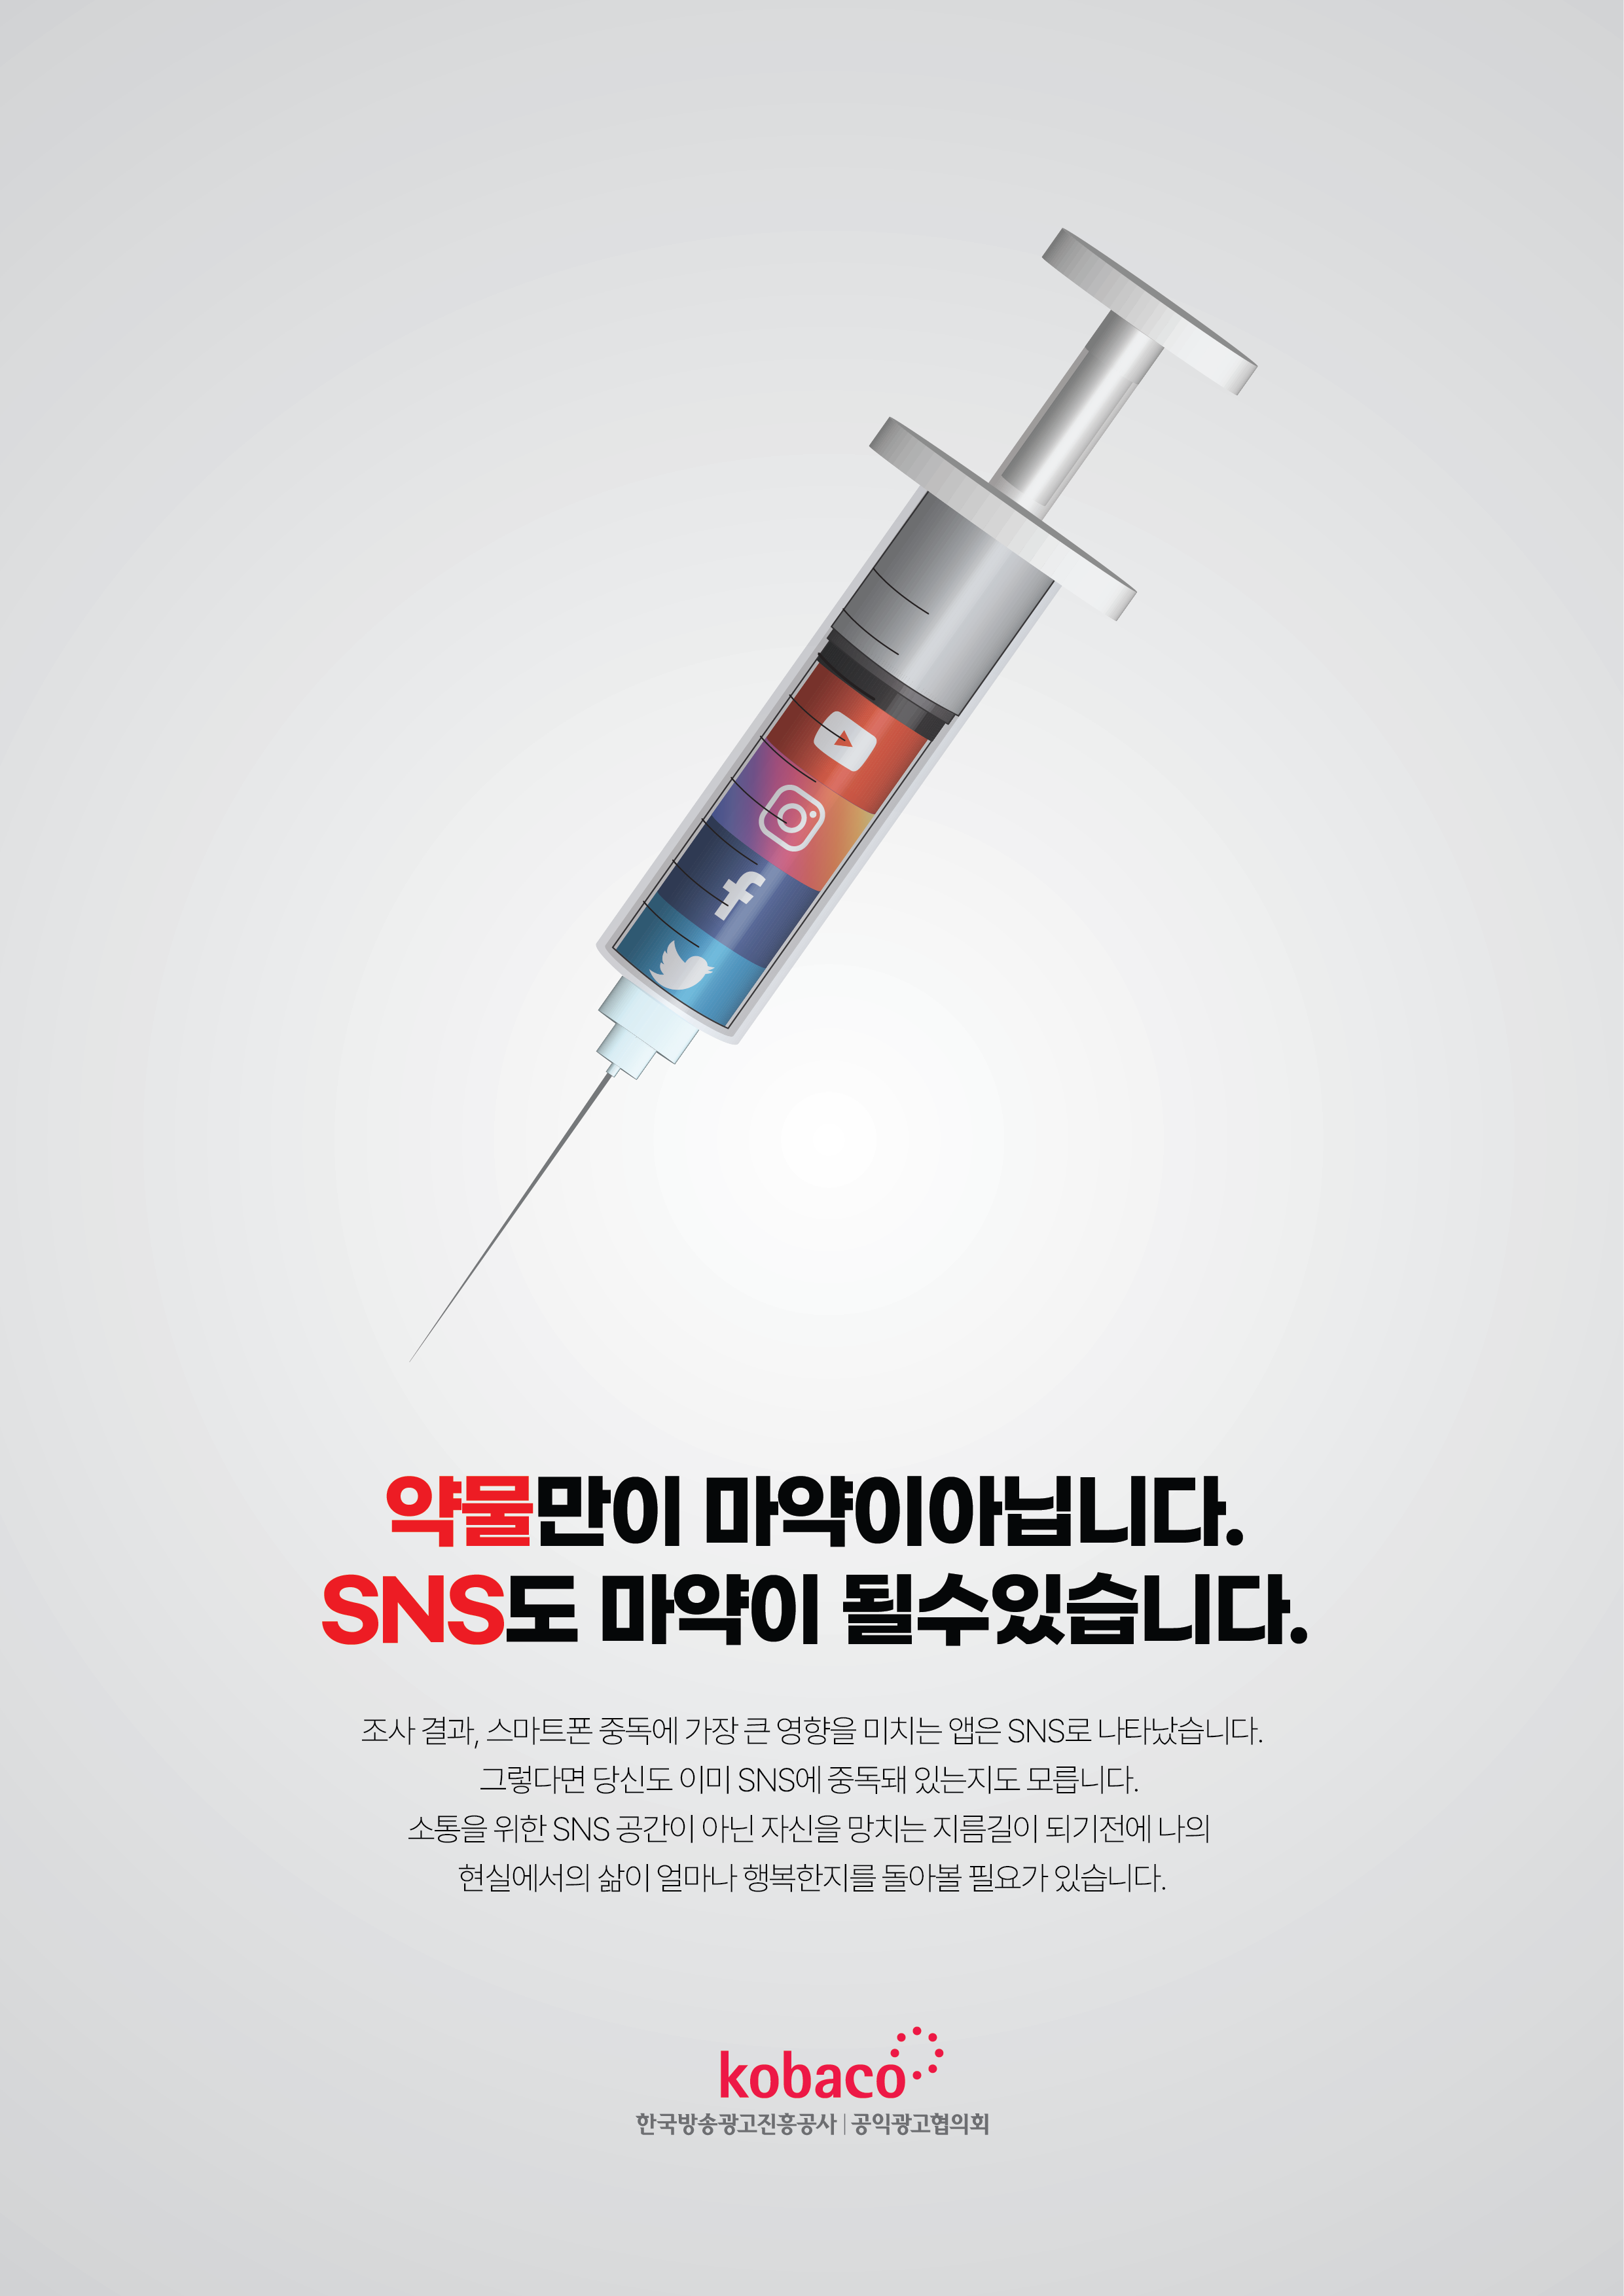 약물만이 마약이아닙니다.
SNS도 마약이 될수있습니다.
조사 결과, 스마트폰 중독에 가장 큰 영향을 미치는 앱은 SNS로 나타났습니다.
그렇다면 당신도 이미 SNS에 중독돼 있는지도 모릅니다.
소통을 위한 SNS 공간이 아닌 자신을 망치는 지름길이 되기전에 나의
현실에서의 삶이 얼마나 행복한지를 돌아볼 필요가 있습니다.
kobaco
한국방송광고진흥공사 | 공익광고협의회